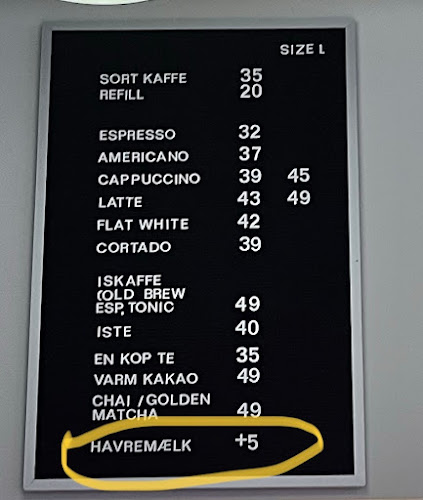 SIZE L
SORT KAFFE 35
REFILL 20
ESPRESSO 32
AMERICANO 37
CAPPUCCINO 39 45
LATTE 43 49
FLAT WHITE 42
CORTADO 39
ISKAFFE
COLD BREW
ESP, TONIC 49
ISTE 40
EN KOP TE 35
VARM KAKAO 49
CHAI /GOLDEN
MATCHA 49
HAVREMÆLK +5